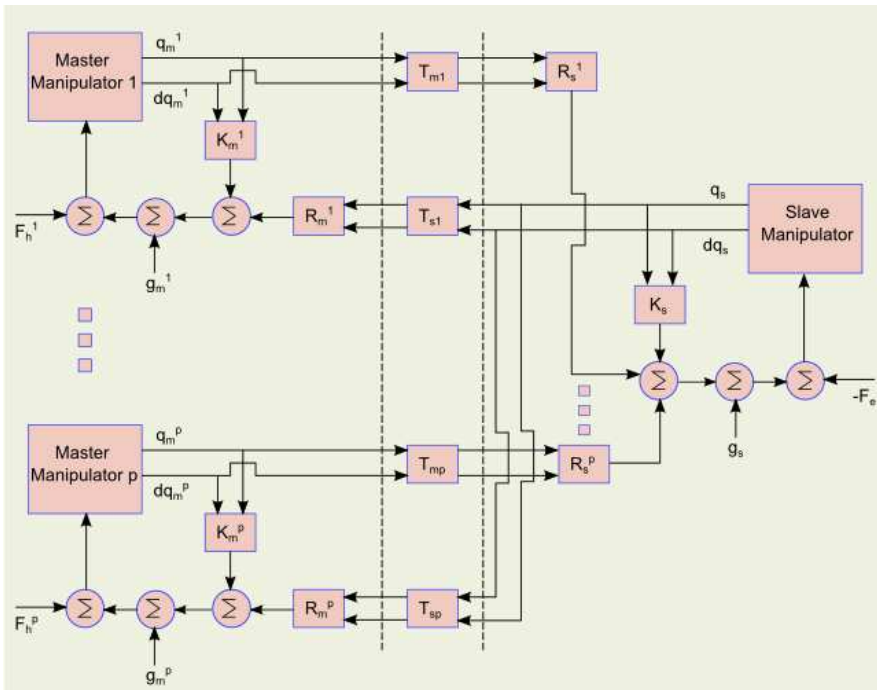 q_m^1
Master
Manipulator 1
dq_m^1
T_m1
R_s^1
K_m^1
q_s
Slave
Manipulator
dq_s
Σ
Σ
Σ
R_m^1
T_s1
F_h^1
g_m^1
K_s
Σ
Σ
Σ
-F_e
g_s
q_m^p
Master
Manipulator p
dq_m^p
T_mp
R_s^p
K_m^p
Σ
Σ
Σ
R_m^p
T_sp
F_h^p
g_m^p